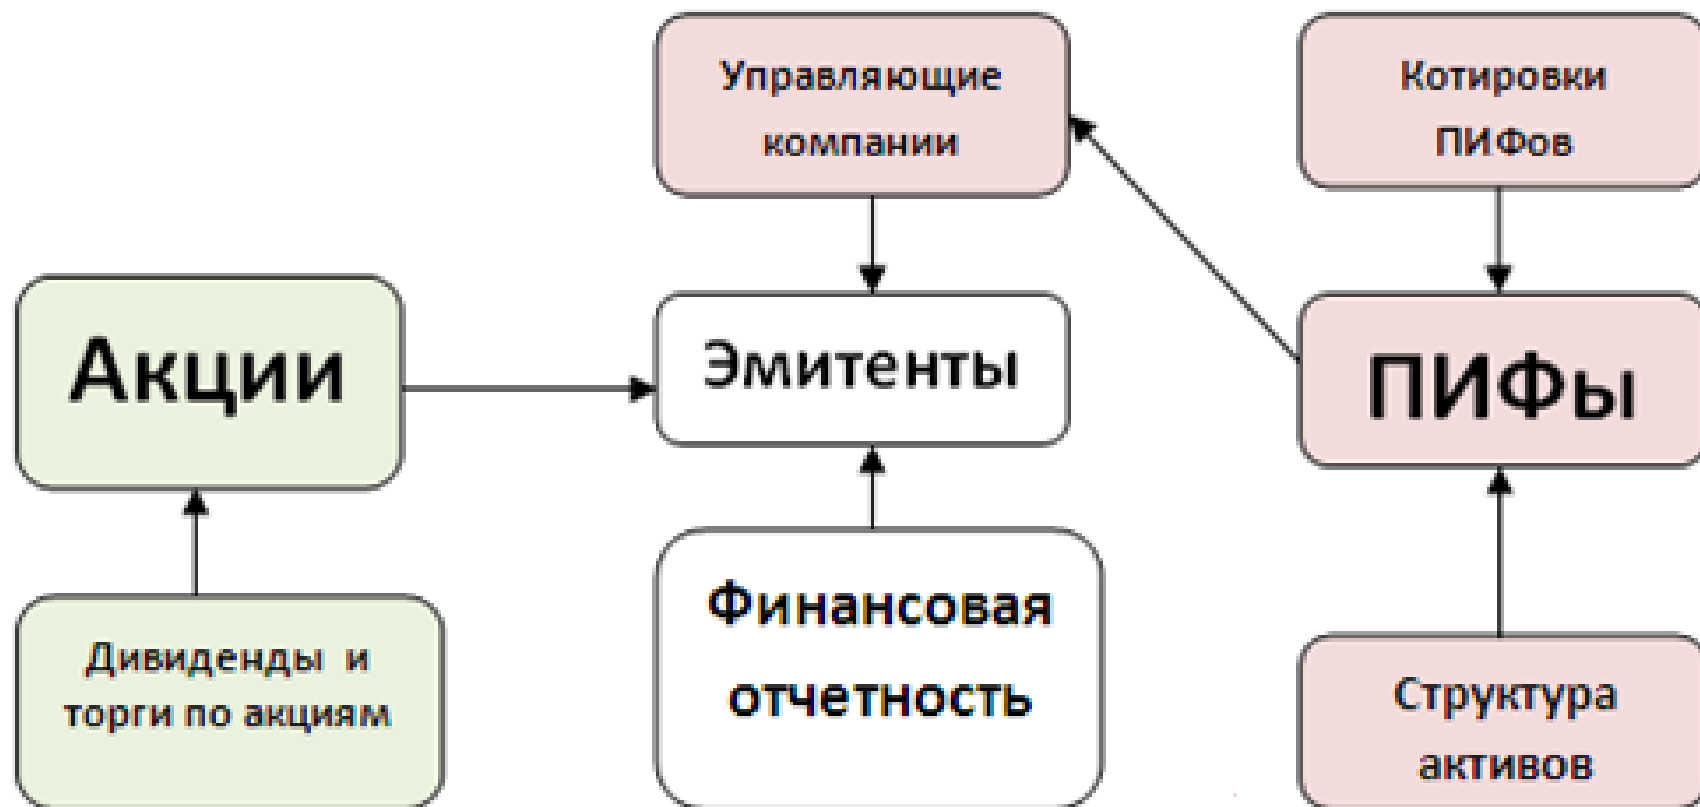 Управляющие
компании
Котировки
ПИФов
Акции
Эмитенты
ПИФы
Дивиденды и
торги по акциям
Финансовая
отчетность
Структура
активов